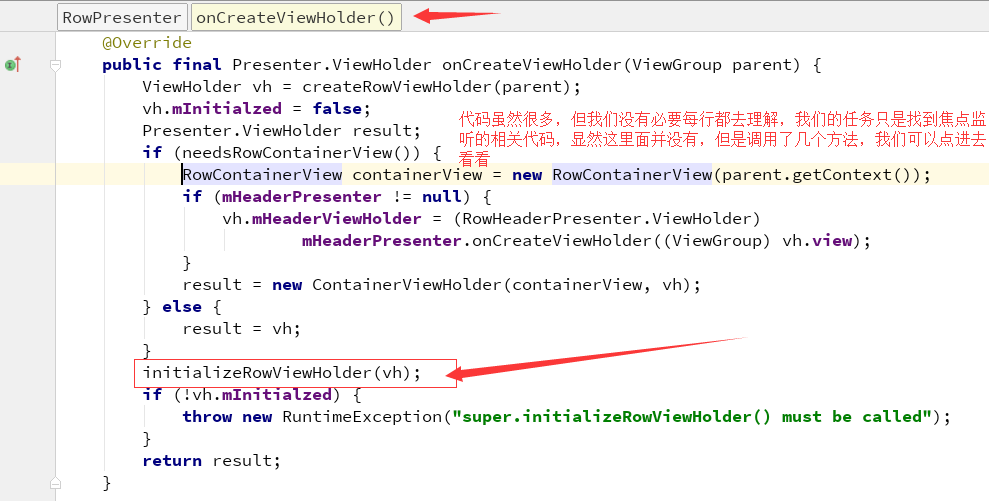 RowPresenter onCreateViewHolder()
@Override
public final Presenter.ViewHolder onCreateViewHolder(ViewGroup parent) {
ViewHolder vh = createRowViewHolder(parent);
vh.mInitialzed = false;
Presenter.ViewHolder result;
代码虽然很多，但我们没有必要每行都去理解，我们的任务只是找到焦点监
听的相关代码，显然这里面并没有，但是调用了几个方法，我们可以点进去
看看
if (needsRowContainerView()) {
RowContainerView containerView = new RowContainerView(parent.getContext());
if (mHeaderPresenter != null) {
vh.mHeaderViewHolder = (RowHeaderPresenter.ViewHolder)
mHeaderPresenter.onCreateViewHolder((ViewGroup) vh.view);
}
result = new ContainerViewHolder(containerView, vh);
} else {
result = vh;
}
initializeRowViewHolder(vh);
if (!vh.mInitialzed) {
throw new RuntimeException("super.initializeRowViewHolder() must be called");
}
return result;
}